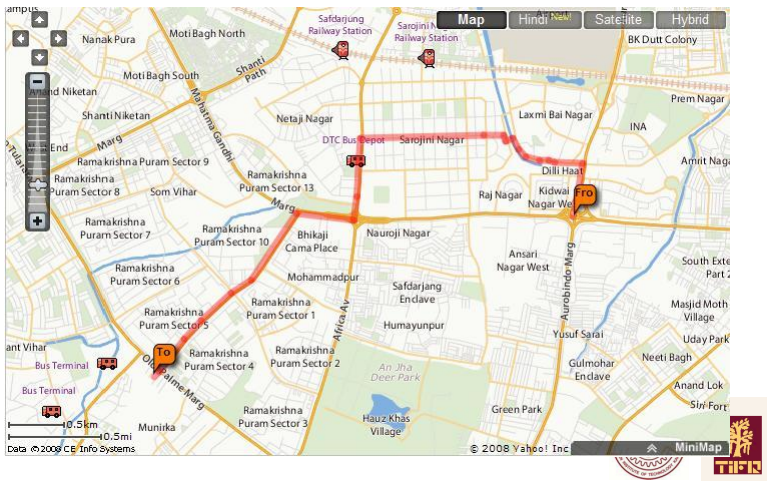 Map
Hindi New!
Satellite
Hybrid
Safdarjung
Railway Station
Sarojini Nagar
Railway Station
Nanak Pura
Moti Bagh North
BK Dutt Colony
Moti Bagh South
Shanti
Path
Anand Niketan
Prem Nagar
Shanti Niketan
Netaji Nagar
Laxmi Bai Nagar
INA
Mahatma Gandhi
Marg
DTC Bus Depot
Sarojini Nagar
West End
Ramakrishna Puram Sector 9
Amrit Naga
Dilli Haat
Ramakrishna
Puram Sector 13
Ramakrishna
Puram Sector 8
Som Vihar
Raj Nagar
Kidwai
Nagar We
Fro
Marg
Ramakrishna
Puram Sector 7
Ramakrishna
Puram Sector 10
Bhikaji
Cama Place
Nauroji Nagar
Ansari
Nagar West
Aurobindo Marg
South Exte
Part 2
Ramakrishna
Puram Sector 6
Mohammadpur
Safdarjang
Enclave
Ramakrishna
Puram Sector 1
Masjid Moth
Village
Ramakrishna
Puram Sector 5
Africa Av
Humayunpur
Yusuf Sarai
Uday Park
ant Vihar
To
Ramakrishna
Puram Sector 4
Ramakrishna
Puram Sector 2
An Jha
Deer Park
Gulmohar
Enclave
Neeti Bagh
Bus Terminal
Old Palme Marg
Anand Lok
Bus Terminal
Siri Fort
Ramakrishna
Puram Sector 3
Hauz Khas
Village
Green Park
0.5km
Munirka
0.5mi
Data © 2008 CE Info Systems
© 2008 Yahoo! Inc
MiniMap
TIFR